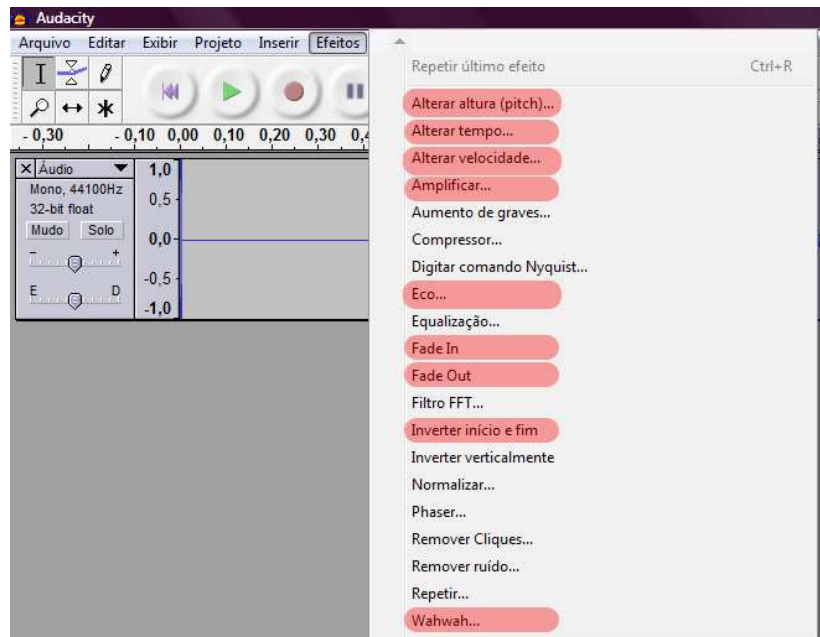 Audacity
Arquivo Editar Exibir Projeto Inserir Efeitos
- 0,30 - 0,10 0,00 0,10 0,20 0,30
X Áudio
Mono, 44100Hz
32-bit float
Mudo Solo
- +
E D
1,0
0,5
0,0
-0,5
-1,0
Repetir último efeito Ctrl+R
Alterar altura (pitch)...
Alterar tempo...
Alterar velocidade...
Amplificar...
Aumento de graves...
Compressor...
Digitar comando Nyquist...
Eco...
Equalização...
Fade In
Fade Out
Filtro FFT...
Inverter início e fim
Inverter verticalmente
Normalizar...
Phaser...
Remover Cliques...
Remover ruído...
Repetir...
Wahwah...